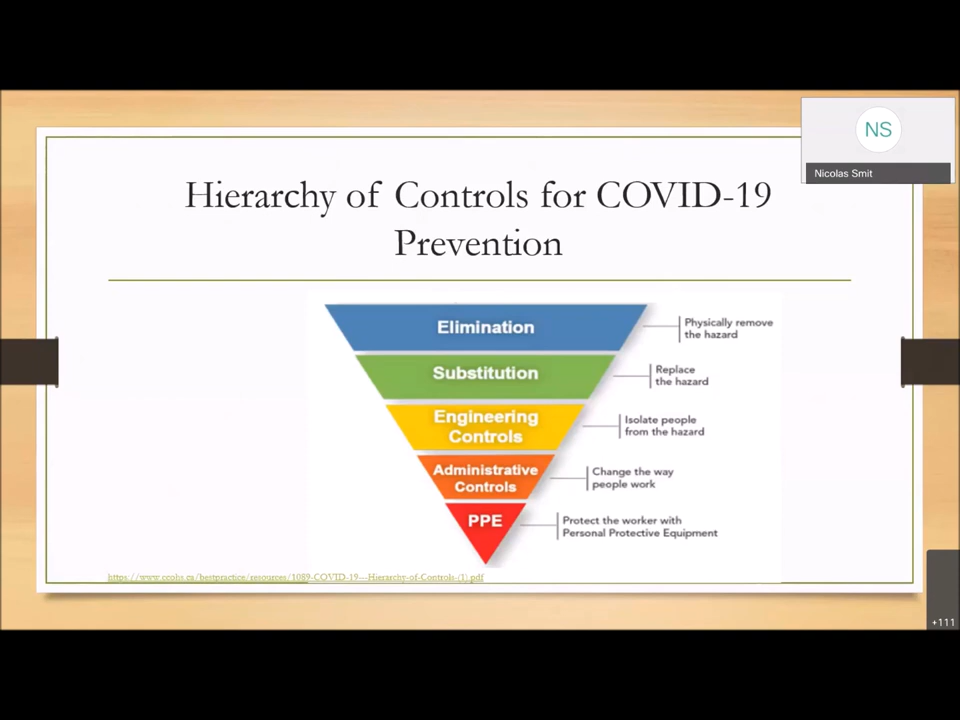 NS
Nicolas Smit
Hierarchy of Controls for COVID-19
Prevention
Elimination
Physically remove
the hazard
Substitution
Replace
the hazard
Engineering
Controls
Isolate people
from the hazard
Administrative
Controls
Change the way
people work
PPE
Protect the worker with
Personal Protective Equipment
https://www.ccohs.ca/bestpractice/resources/1089-COVID-19---Hierarchy-of-Controls-(1).pdf
+111